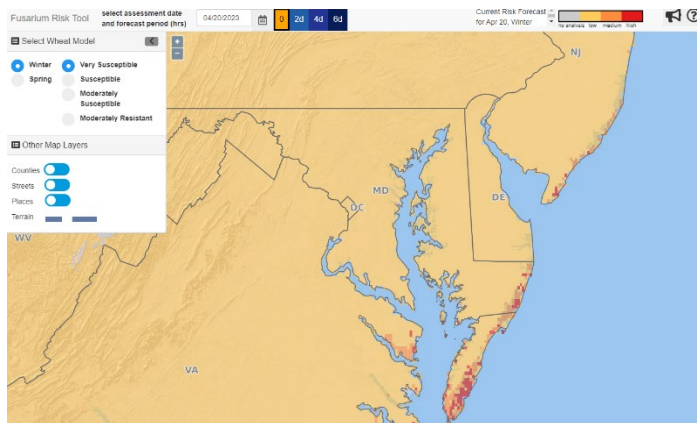 Fusarium Risk Tool
select assessment date
and forecast period (hrs)
04/20/2023
0 2d 4d 6d
Current Risk Forecast
for Apr 20, Winter
no analysis low medium high
Select Wheat Model
Winter
Spring
Very Susceptible
Susceptible
Moderately
Susceptible
Moderately Resistant
Other Map Layers
Counties
Streets
Places
Terrain
+
-
NJ
MD
DC
DE
WV
VA